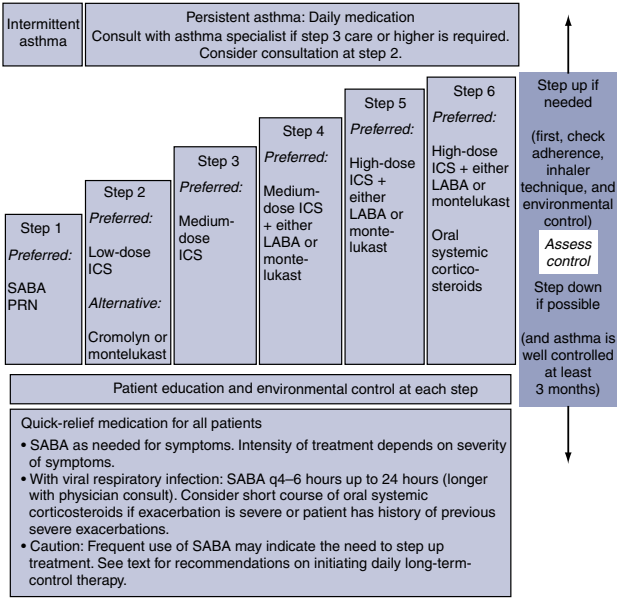 Intermittent
asthma
Persistent asthma: Daily medication
Consult with asthma specialist if step 3 care or higher is required.
Consider consultation at step 2.
Step 1
Preferred:
SABA
PRN
Step 2
Preferred:
Low-dose
ICS
Alternative:
Cromolyn or
montelukast
Step 3
Preferred:
Medium-
dose
ICS
Step 4
Preferred:
Medium-
dose ICS
+ either
LABA or
monte-
lukast
Step 5
Preferred:
High-dose
ICS +
either
LABA or
monte-
lukast
Step 6
Preferred:
High-dose
ICS + either
LABA or
montelukast
Oral
systemic
cortico-
steroids
Step up if
needed
(first, check
adherence,
inhaler
technique, and
environmental
control)
Assess
control
Step down
if possible
(and asthma is
well controlled
at least
3 months)
Patient education and environmental control at each step
Quick-relief medication for all patients
• SABA as needed for symptoms. Intensity of treatment depends on severity
of symptoms.
• With viral respiratory infection: SABA q4–6 hours up to 24 hours (longer
with physician consult). Consider short course of oral systemic
corticosteroids if exacerbation is severe or patient has history of previous
severe exacerbations.
• Caution: Frequent use of SABA may indicate the need to step up
treatment. See text for recommendations on initiating daily long-term-
control therapy.